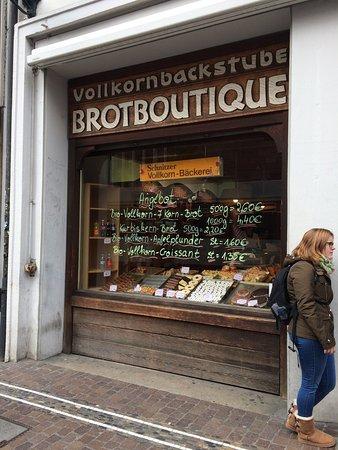 Vollkornbackstube
BROTBOUTIQUE
Schnitzer
Vollkorn-Bäckerei
Angebot
Bio-Vollkorn-7 Korn-Brot 500g=2,60€
1000g=4,40€
Kürbiskern-Brot 500g=2,70€
Bio-Vollkorn-Apfelplunder St=1,60€
Bio-Vollkorn-Croissant St=1,35€